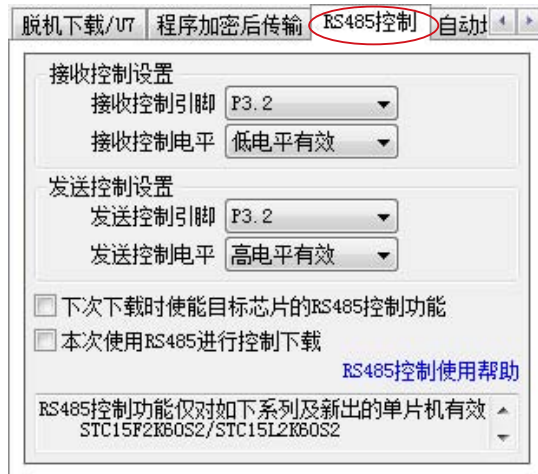 脱机下载/U7 程序加密后传输 RS485控制
接收控制设置
接收控制引脚 P3.2
接收控制电平 低电平有效
发送控制设置
发送控制引脚 P3.2
发送控制电平 高电平有效
下次下载时使能目标芯片的RS485控制功能
本次使用RS485进行控制下载
RS485控制使用帮助
RS485控制功能仅对如下系列及新出的单片机有效
STC15F2K60S2/STC15L2K60S2